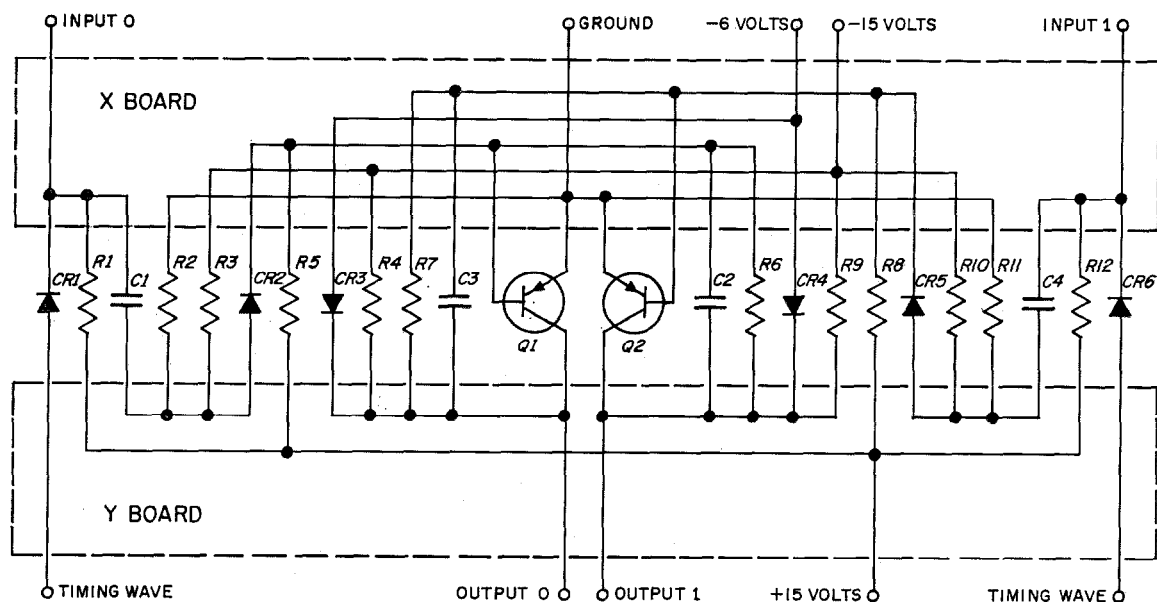 INPUT 0
GROUND
−6 VOLTS
−15 VOLTS
INPUT 1
X BOARD
CR1
R1
C1
R2
R3
CR2
R5
CR3
R4
R7
C3
Q1
Q2
C2
R6
CR4
R9
R8
CR5
R10
R11
C4
R12
CR6
Y BOARD
TIMING WAVE
OUTPUT 0
OUTPUT 1
+15 VOLTS
TIMING WAVE